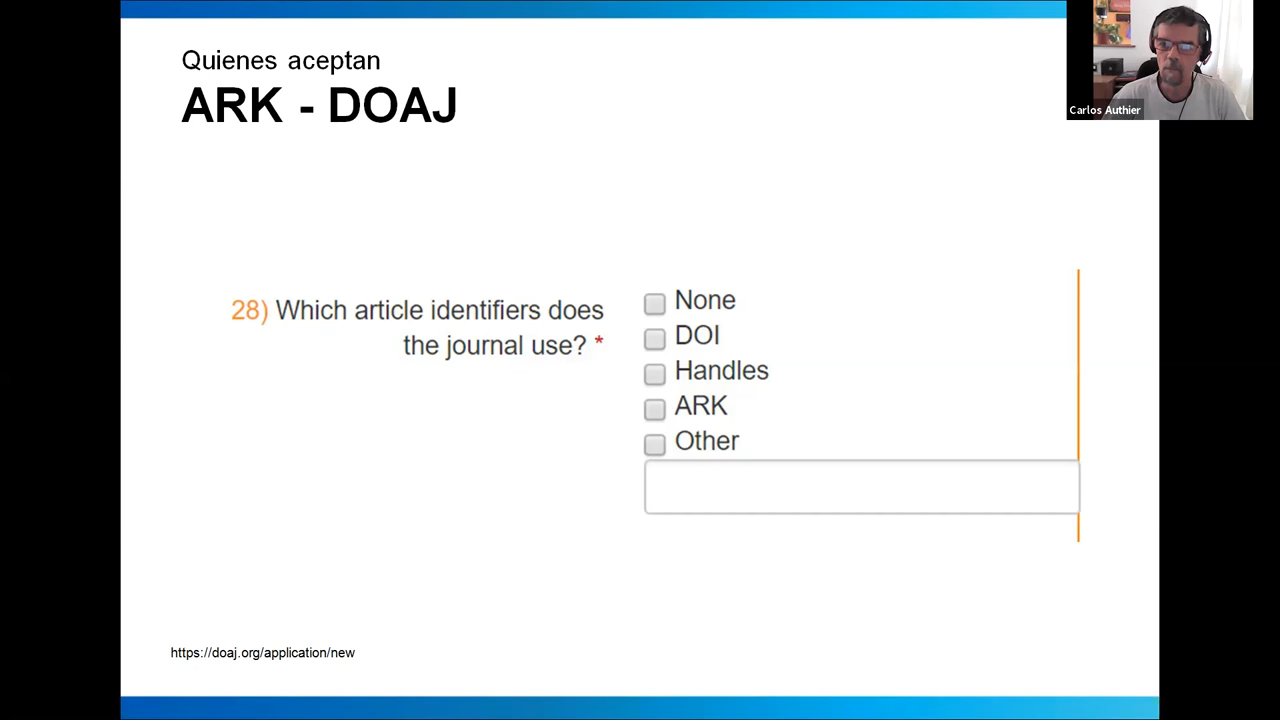 Quienes aceptan
ARK - DOAJ
Carlos Authier
28) Which article identifiers does
the journal use? *
None
DOI
Handles
ARK
Other
https://doaj.org/application/new